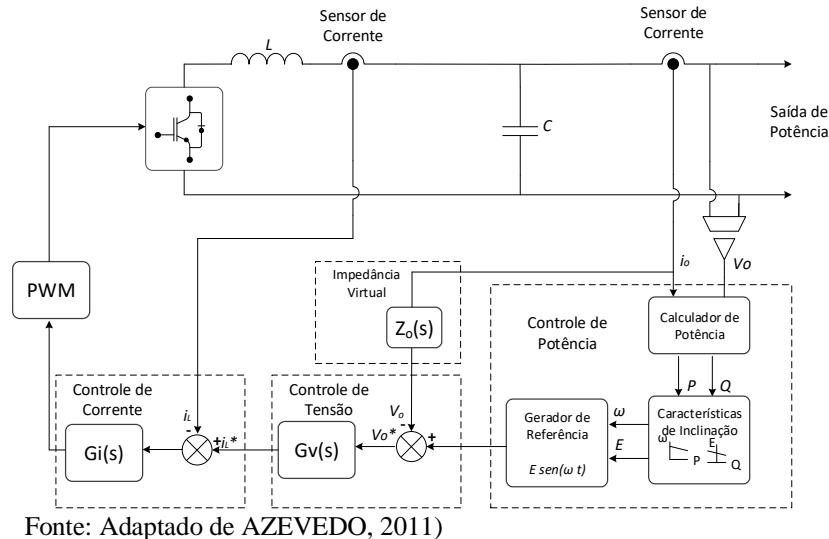 Sensor de
Corrente
Sensor de
Corrente
L
C
Saída de
Potência
PWM
Impedância
Virtual
Zo(s)
io
Vo
Controle de
Potência
Calculador de
Potência
P
Q
Características
de Inclinação
ω
P
E
Q
ω
E
Gerador de
Referência
E sen(ω t)
Controle de
Tensão
Vo
-
Vo*
+
Gv(s)
Controle de
Corrente
iL
-
+iL*
Gi(s)
Fonte: Adaptado de AZEVEDO, 2011)